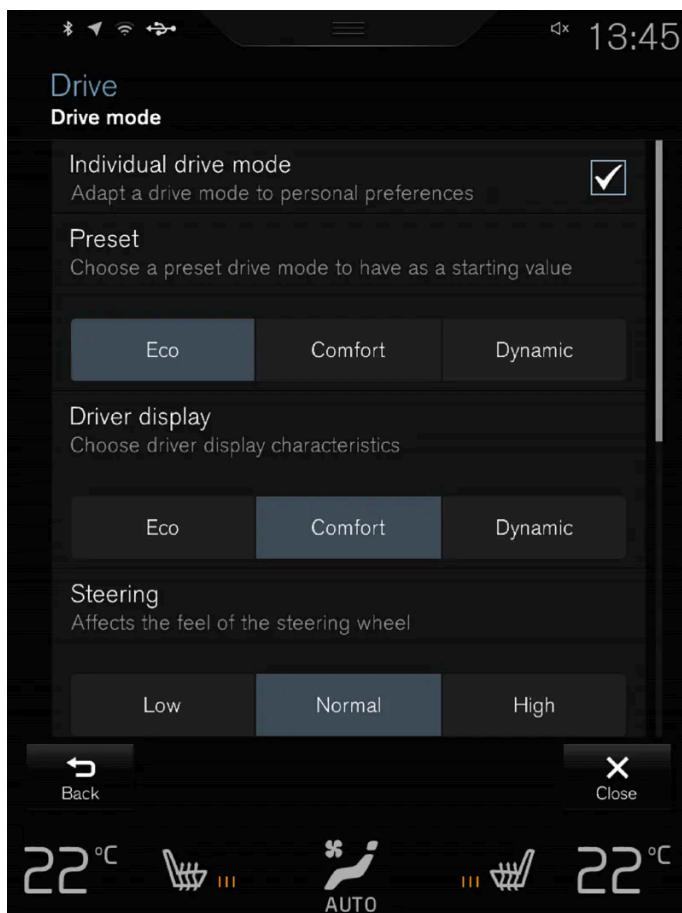 13:45
Drive
Drive mode
Individual drive mode
Adapt a drive mode to personal preferences
Preset
Choose a preset drive mode to have as a starting value
Eco Comfort Dynamic
Driver display
Choose driver display characteristics
Eco Comfort Dynamic
Steering
Affects the feel of the steering wheel
Low Normal High
Back Close
22°C 22°C
AUTO